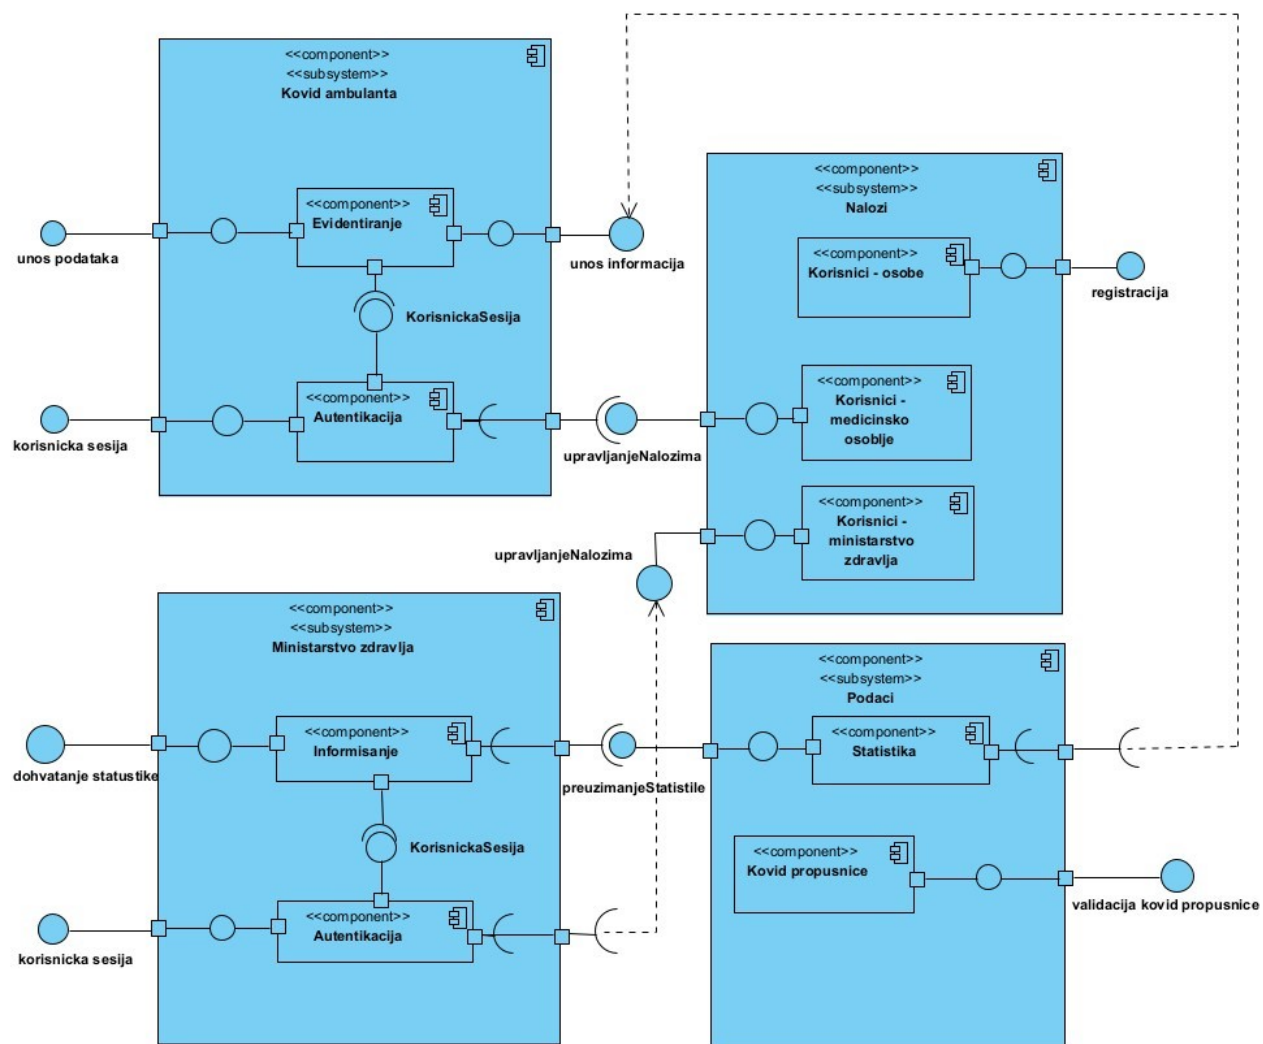 <<component>>
<<subsystem>>
Kovid ambulanta
<<component>>
Evidentiranje
unos podataka
unos informacija
KorisnickaSesija
<<component>>
Autentikacija
korisnicka sesija
upravljanjeNalozima
<<component>>
<<subsystem>>
Nalozi
<<component>>
Korisnici - osobe
registracija
<<component>>
Korisnici -
medicinsko
osoblje
<<component>>
Korisnici -
ministarstvo
zdravlja
upravljanjeNalozima
<<component>>
<<subsystem>>
Ministarstvo zdravlja
<<component>>
Informisanje
dohvatanje statustike
preuzimanjeStatistile
KorisnickaSesija
<<component>>
Autentikacija
korisnicka sesija
<<component>>
<<subsystem>>
Podaci
<<component>>
Statistika
<<component>>
Kovid propusnice
validacija kovid propusnice